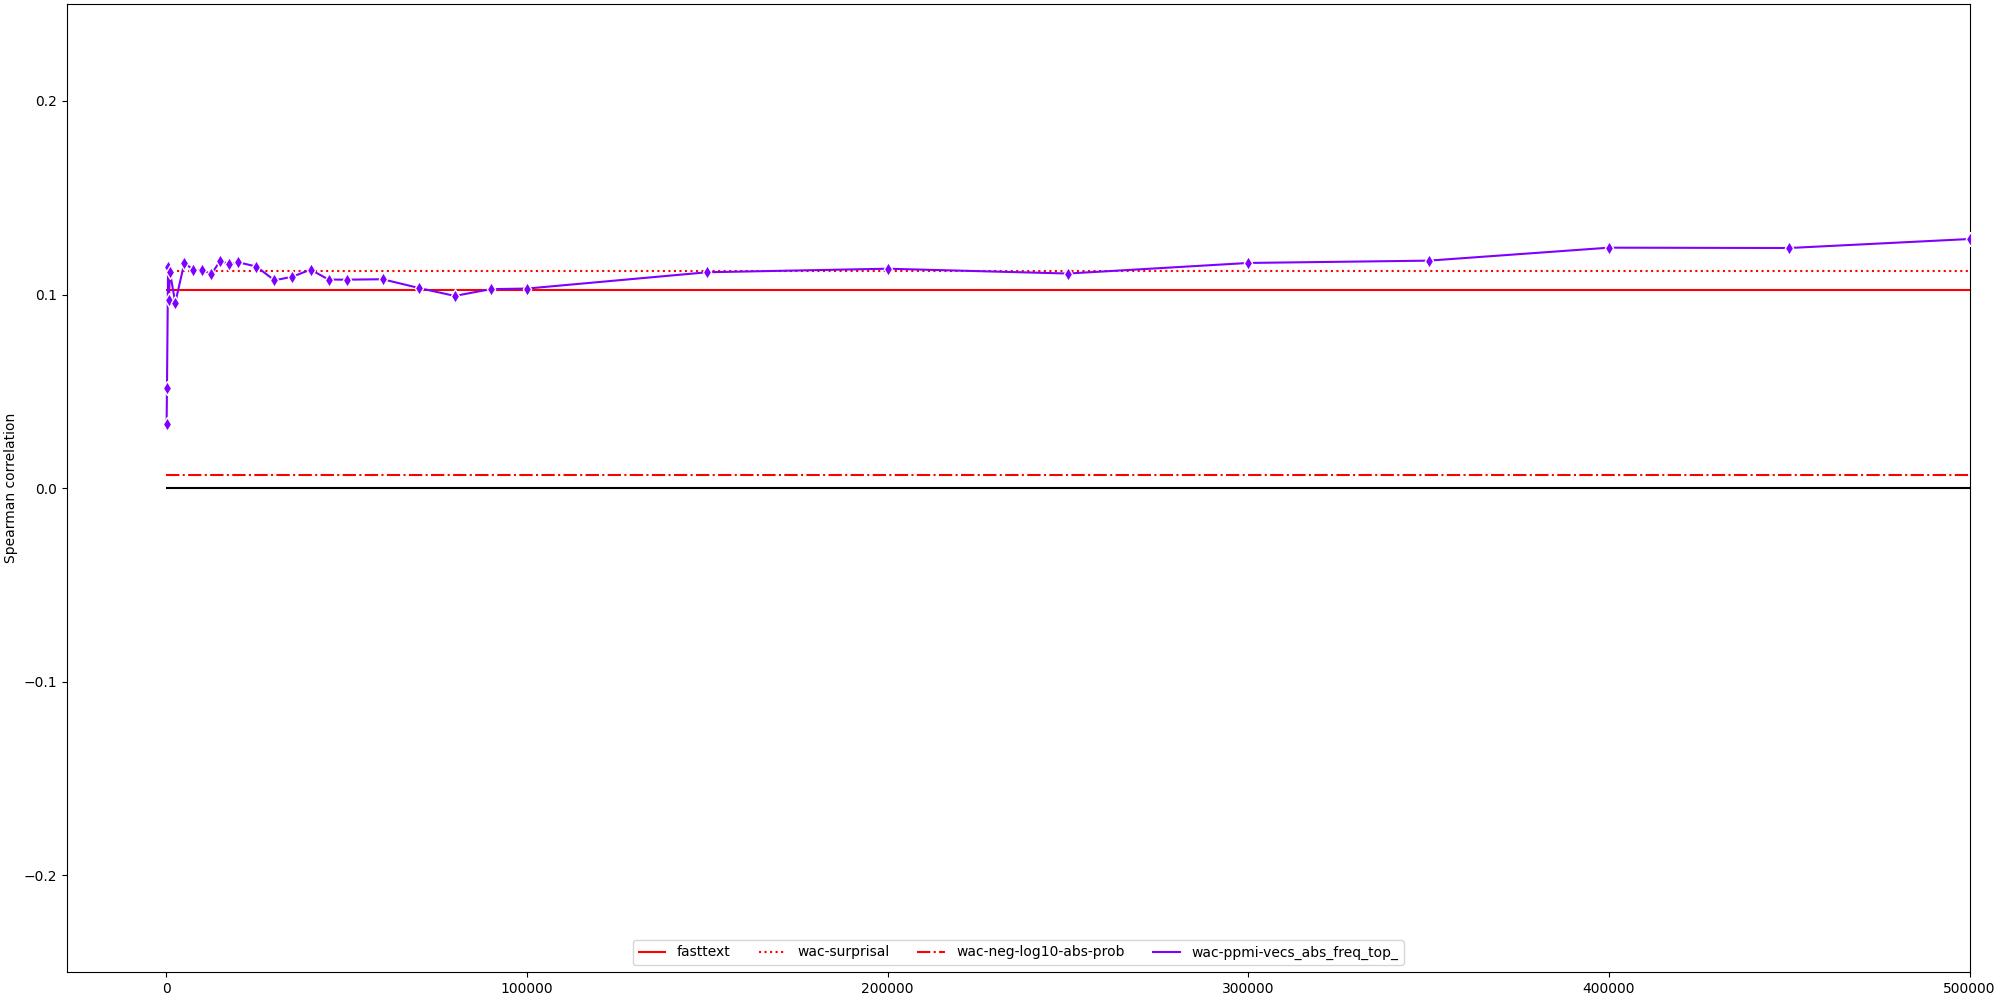 0.2
0.1
0.0
−0.1
−0.2
Spearman correlation
fasttext wac-surprisal wac-neg-log10-abs-prob wac-ppmi-vecs_abs_freq_top_
0 100000 200000 300000 400000 500000